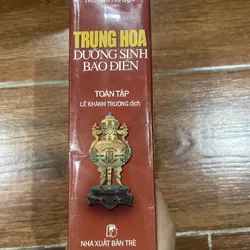 TRUNG HOA
DƯỠNG SINH
BẢO ĐIỂN
TOÀN TẬP
LÊ KHÁNH TRƯỜNG dịch
NHÀ XUẤT BẢN TRẺ